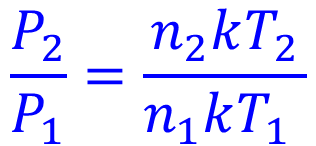 P₂/P₁ = n₂kT₂/n₁kT₁